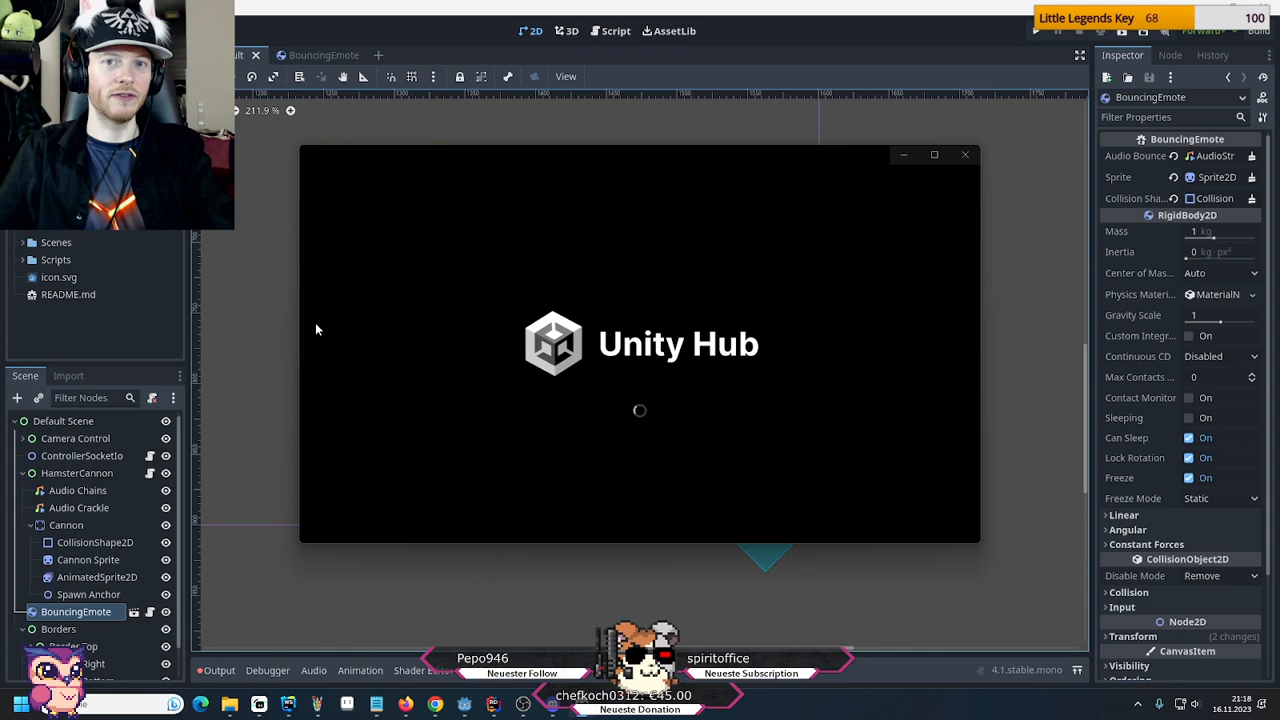 Little Legends Key 68 100
2D 3D Script AssetLib
BouncingEmote
View
211.9 %
Inspector Node History
BouncingEmote
Filter Properties
BouncingEmote
Audio Bounce AudioStr
Sprite Sprite2D
Collision Sha... Collision
RigidBody2D
Mass 1 kg
Inertia 0 kg·px²
Center of Mas... Auto
Physics Materi... MaterialN
Gravity Scale 1
Custom Integr... On
Continuous CD Disabled
Max Contacts ... 0
Contact Monitor On
Sleeping On
Can Sleep On
Lock Rotation On
Freeze On
Freeze Mode Static
Linear
Angular
Constant Forces
CollisionObject2D
Disable Mode Remove
Collision
Input
Node2D
Transform (2 changes)
CanvasItem
Visibility
Unity Hub
Scenes
Scripts
icon.svg
README.md
Scene Import
Filter Nodes
Default Scene
Camera Control
ControllerSocketIo
HamsterCannon
Audio Chains
Audio Crackle
Cannon
CollisionShape2D
Cannon Sprite
AnimatedSprite2D
Spawn Anchor
BouncingEmote
Borders
Output Debugger Audio Animation Shader
4.1.stable.mono
Pepo946
Neuester Follow
spiritoffice
Neueste Subscription
chefkoch0312: €45.00
Neueste Donation
21:18
16.11.2023